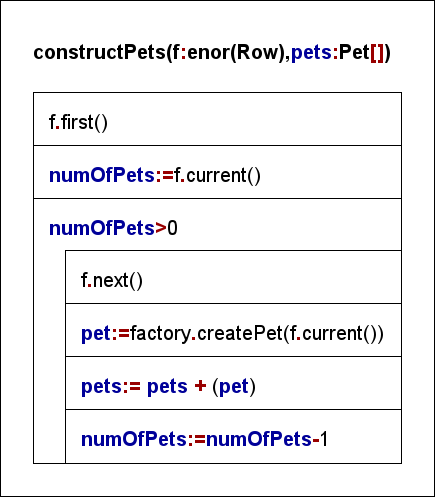 constructPets(f:enor(Row),pets:Pet[])
f.first()
numOfPets:=f.current()
numOfPets>0
f.next()
pet:=factory.createPet(f.current())
pets:= pets + (pet)
numOfPets:=numOfPets-1